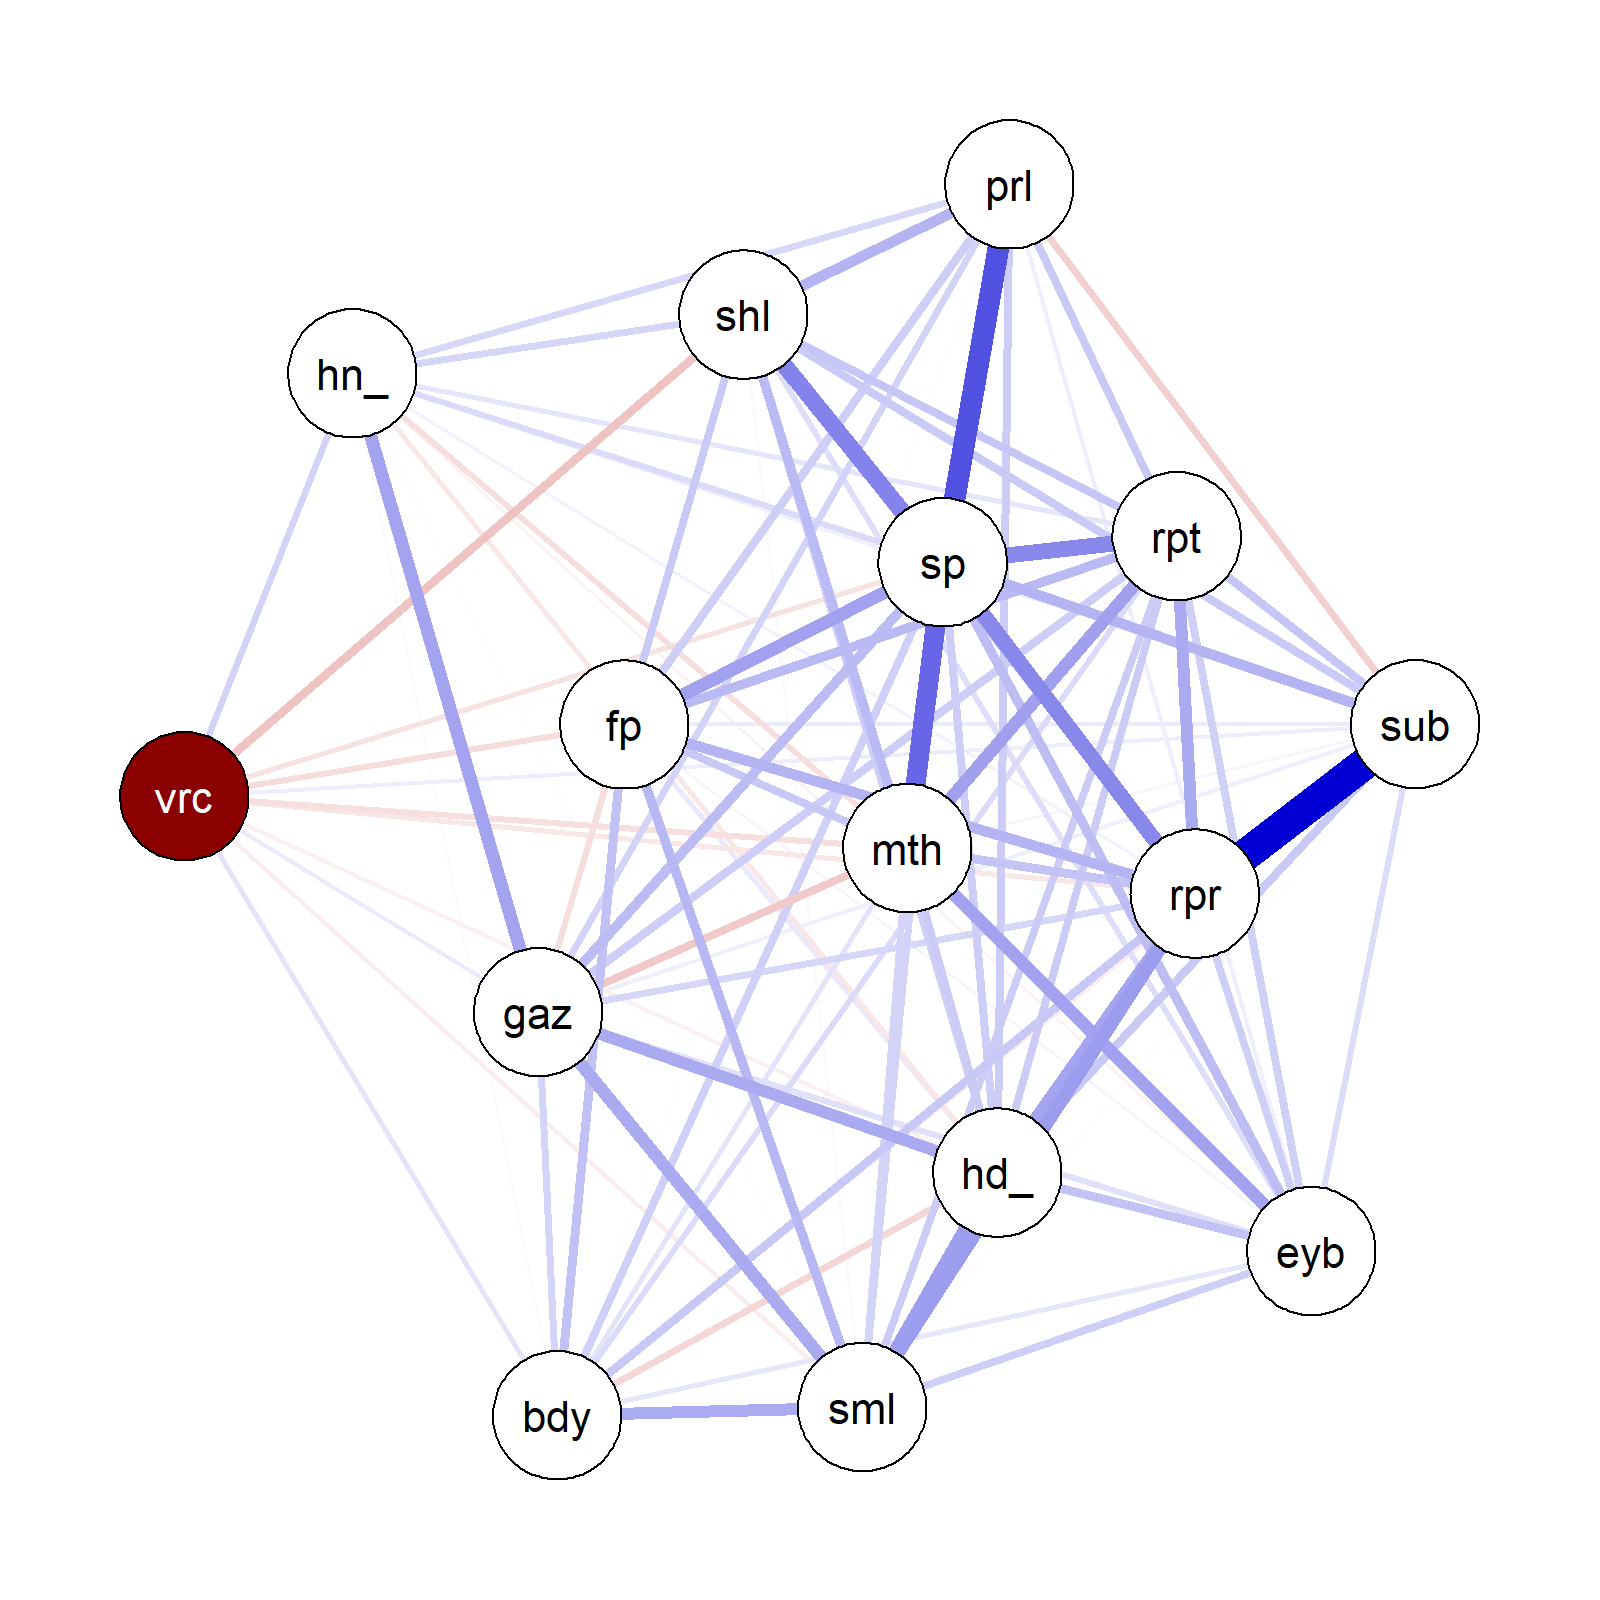 prl
shl
hn_
rpt
sp
sub
fp
vrc
mth
rpr
gaz
hd_
eyb
sml
bdy